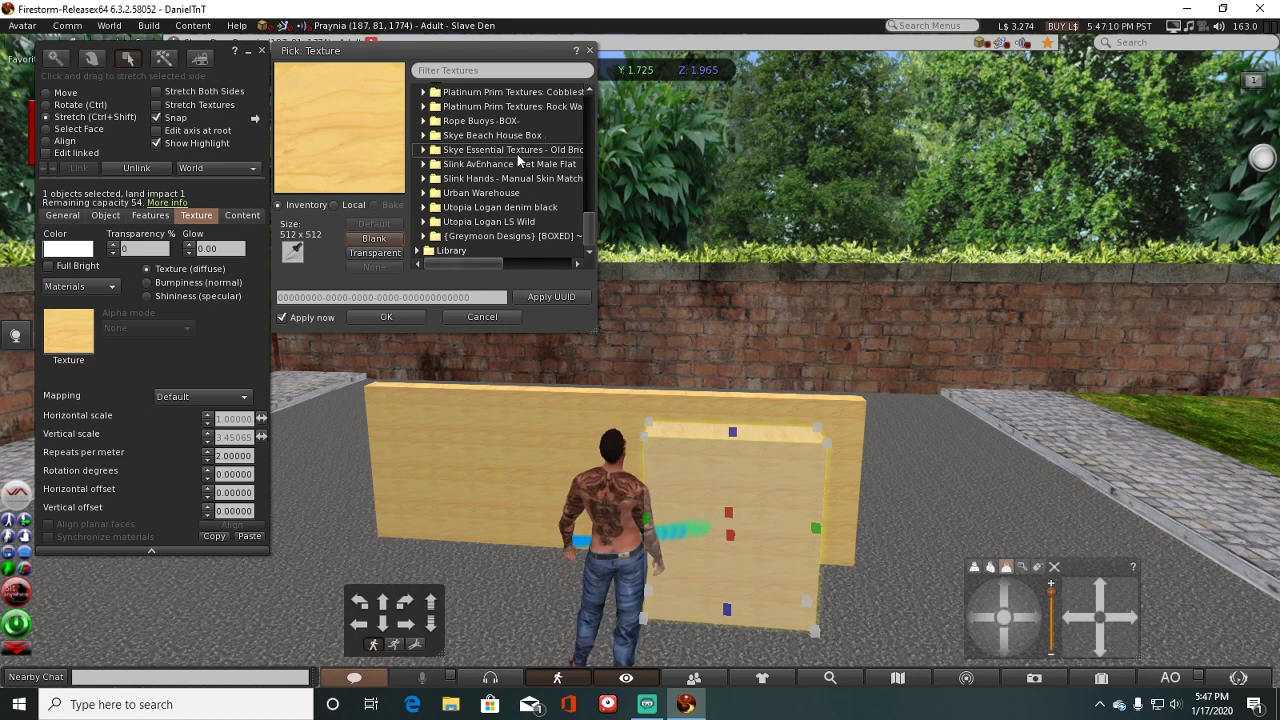 Firestorm-Releasex64 6.3.2.58052 - DanielTnT
Avatar Comm World Build Content Help Praynia (187, 81, 1774) - Adult - Slave Den Search Menus L$ 3,274 BUY L$ 5:47:10 PM PST 163.0
Favori
Search
Click and drag to stretch selected side
Move
Rotate (Ctrl)
Stretch (Ctrl+Shift)
Select Face
Align
Edit linked
Stretch Both Sides
Stretch Textures
Snap
Edit axis at root
Show Highlight
Link Unlink World
1 objects selected, land impact 1
Remaining capacity 54. More info
General Object Features Texture Content
Color Transparency % Glow
0 0.00
Full Bright
Materials
Texture (diffuse)
Bumpiness (normal)
Shininess (specular)
Alpha mode
None
Texture
Mapping Default
Horizontal scale 1.00000
Vertical scale 3.45065
Repeats per meter 2.00000
Rotation degrees 0.00000
Horizontal offset 0.00000
Vertical offset 0.00000
Align planar faces Align
Synchronize materials Copy Paste
Pick: Texture
?
Filter Textures
Platinum Prim Textures: Cobblest
Platinum Prim Textures: Rock Wa
Rope Buoys -BOX-
Skye Beach House Box .
Skye Essential Textures - Old Bric
Slink AvEnhance Feet Male Flat
Slink Hands - Manual Skin Match
Urban Warehouse
Utopia Logan denim black
Utopia Logan LS Wild
{Greymoon Designs} [BOXED] ~
Library
Inventory Local Bake
Size:
512 x 512
Default
Blank
Transparent
None
00000000-0000-0000-0000-000000000000 Apply UUID
Apply now OK Cancel
Y: 1.725 Z: 1.965
1
?
Nearby Chat
AO
Type here to search
5:47 PM
1/17/2020